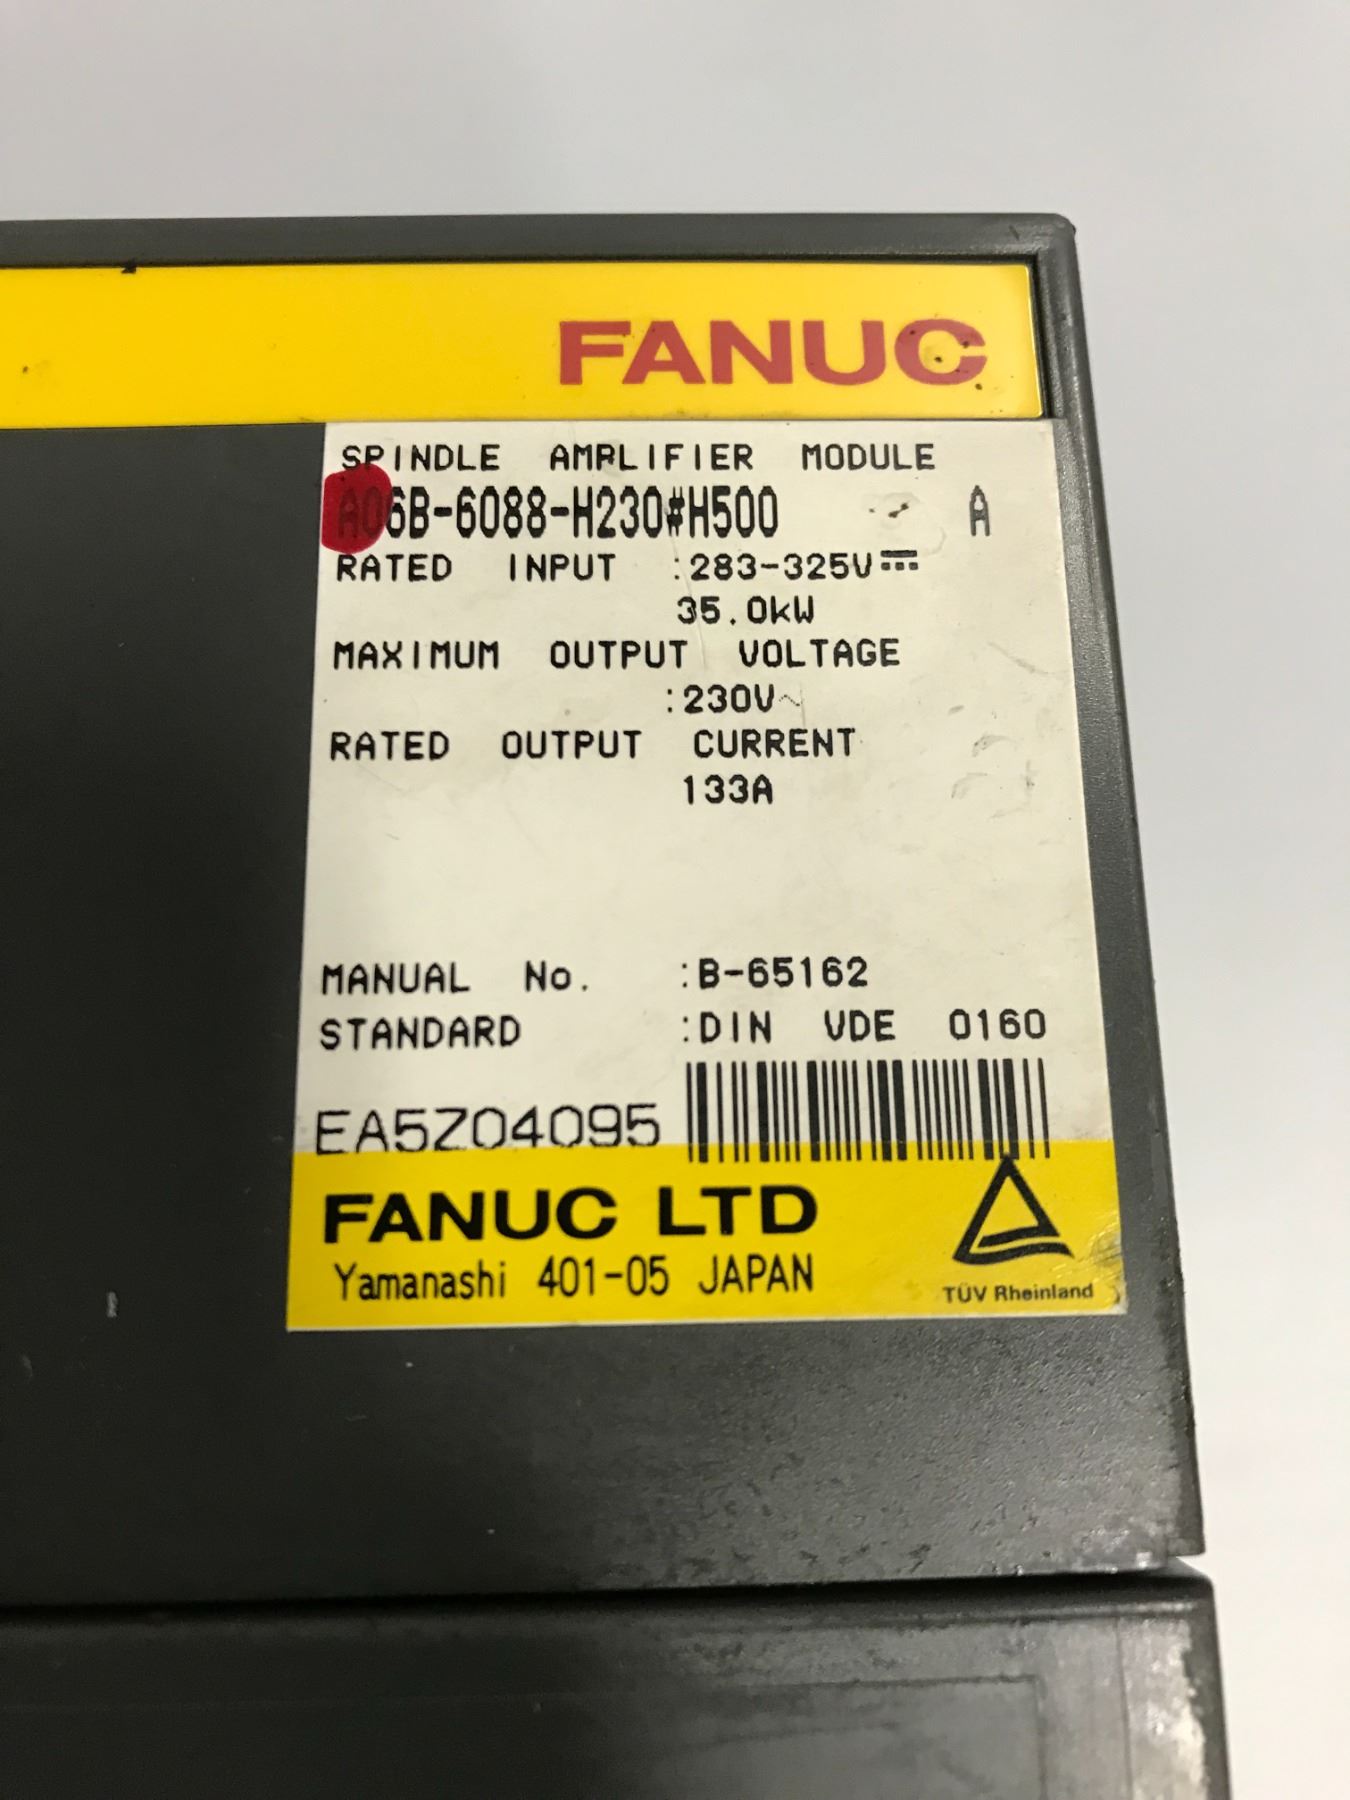 FANUC
SPINDLE AMPLIFIER MODULE
A06B-6088-H230#H500 A
RATED INPUT :283-325V⎓
35.0kW
MAXIMUM OUTPUT VOLTAGE
:230V~
RATED OUTPUT CURRENT
133A
MANUAL No. :B-65162
STANDARD :DIN VDE 0160
EA5Z04095
FANUC LTD
Yamanashi 401-05 JAPAN
TÜV Rheinland